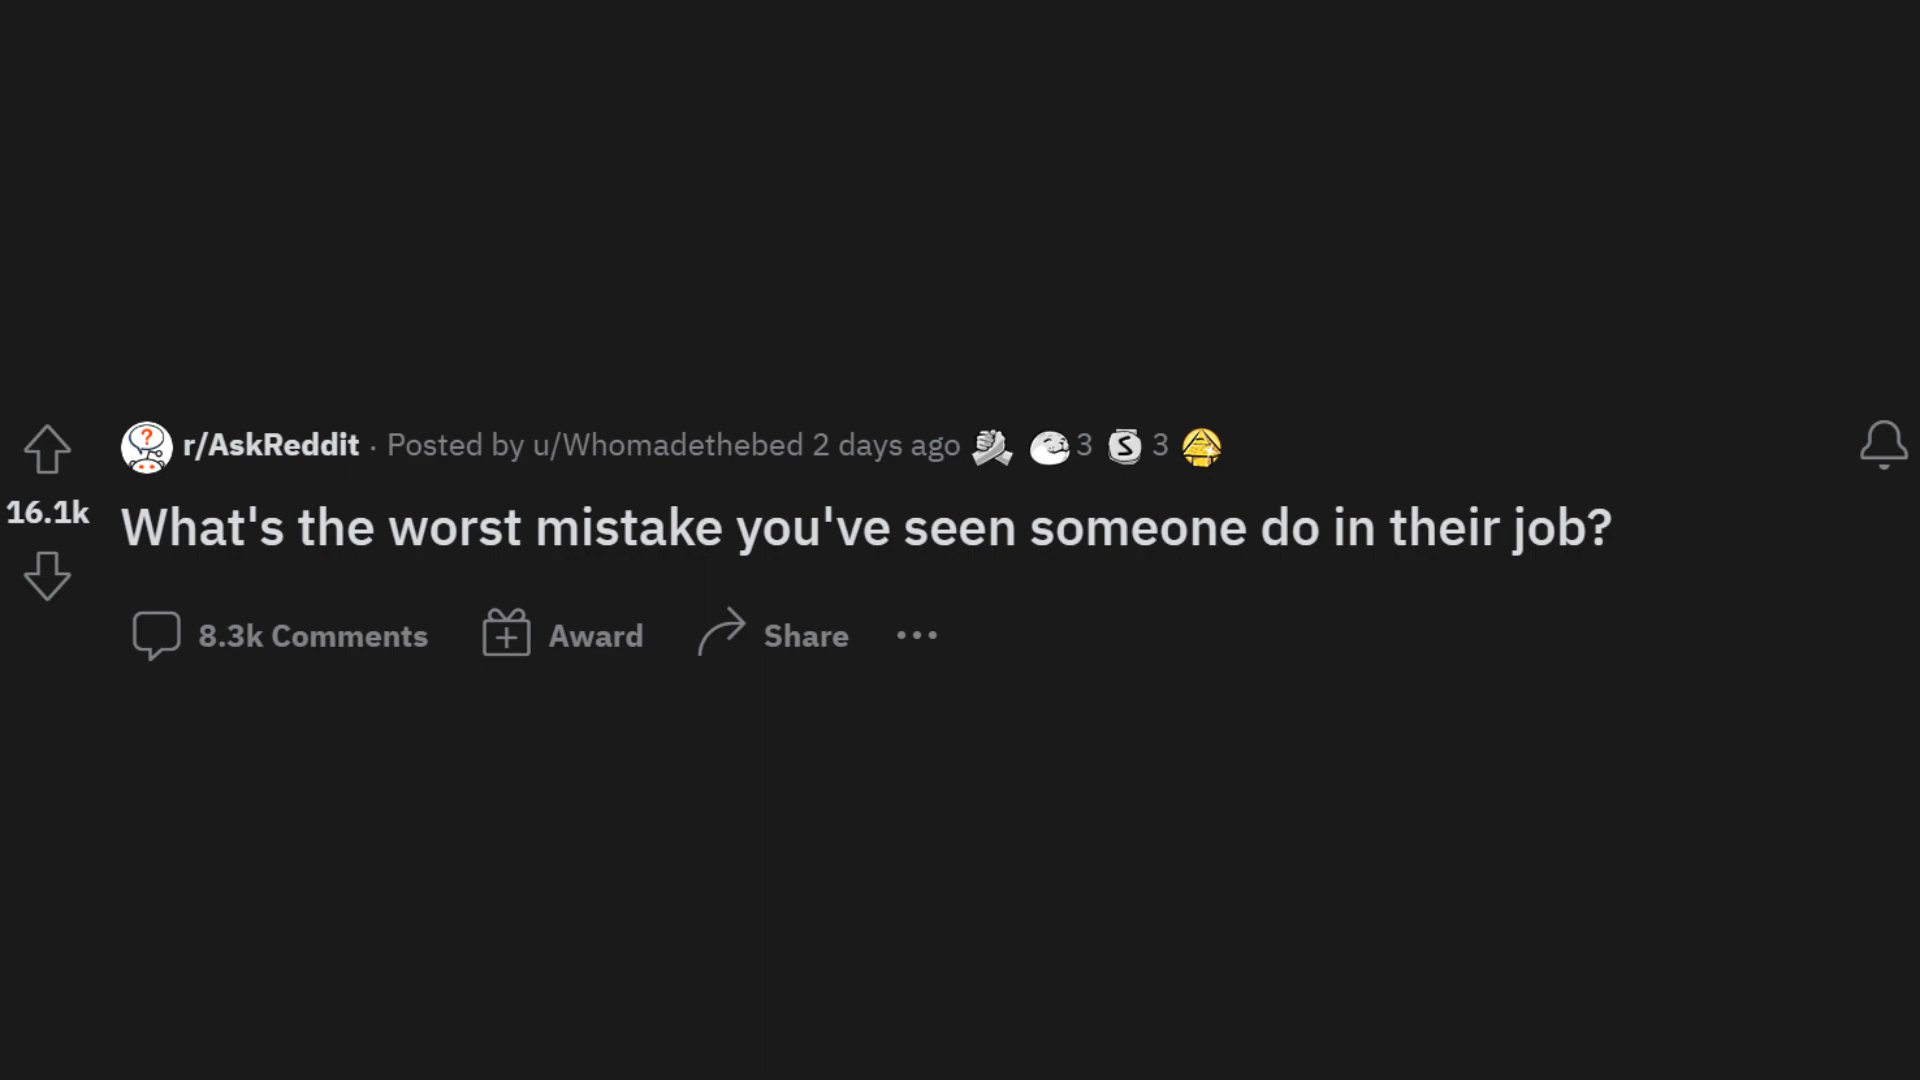 r/AskReddit · Posted by u/Whomadethebed 2 days ago 3 S 3
16.1k
What's the worst mistake you've seen someone do in their job?
8.3k Comments Award Share ...